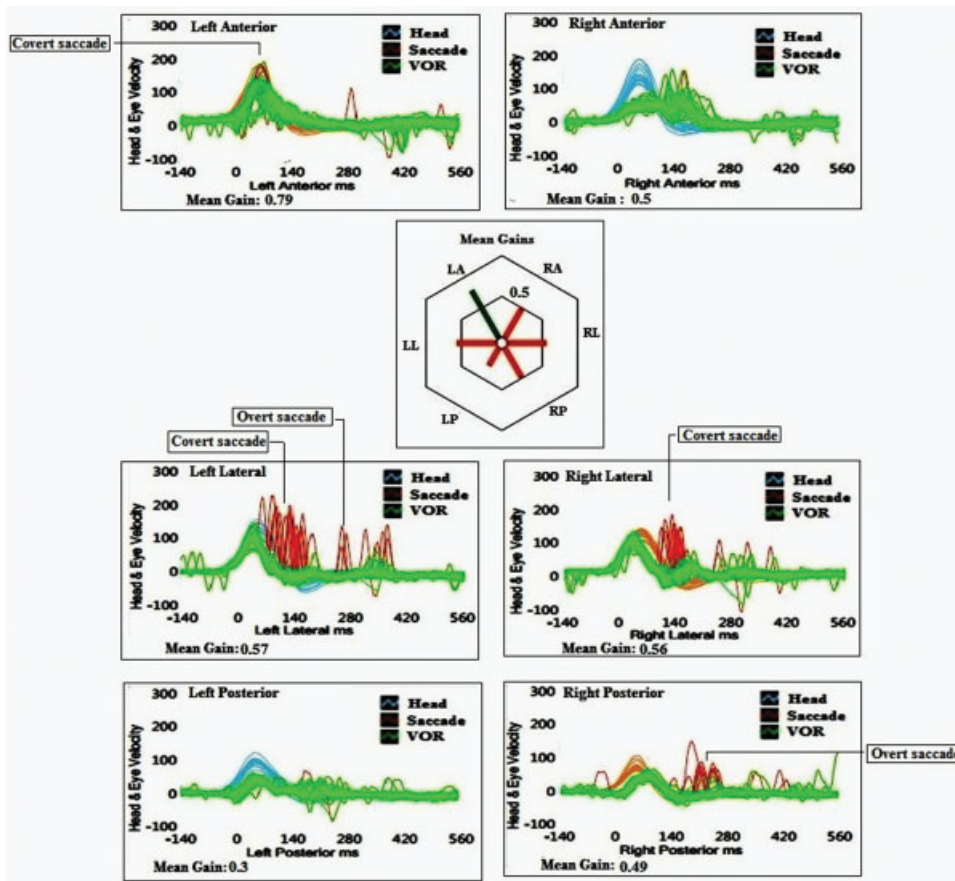 Left Anterior
Covert saccade
Head
Saccade
VOR
Head & Eye Velocity
300
200
100
0
-100
-140 0 140 280 420 560
Left Anterior ms
Mean Gain: 0.79
Right Anterior
Head
Saccade
VOR
Head & Eye Velocity
300
200
100
0
-100
-140 0 140 280 420 560
Right Anterior ms
Mean Gain : 0.5
Mean Gains
LA RA
0.5
LL RL
LP RP
Overt saccade
Covert saccade
Left Lateral
Head
Saccade
VOR
Head & Eye Velocity
300
200
100
0
-100
-140 0 140 280 420 560
Left Lateral ms
Mean Gain: 0.57
Covert saccade
Right Lateral
Head
Saccade
VOR
Head & Eye Velocity
300
200
100
0
-100
-140 0 140 280 420 560
Right Lateral ms
Mean Gain: 0.56
Left Posterior
Head
Saccade
VOR
Head & Eye Velocity
300
200
100
0
-100
-140 0 140 280 420 560
Left Posterior ms
Mean Gain: 0.3
Right Posterior
Head
Saccade
VOR
Overt saccade
Head & Eye Velocity
300
200
100
0
-100
-140 0 140 280 420 560
Right Posterior ms
Mean Gain: 0.49